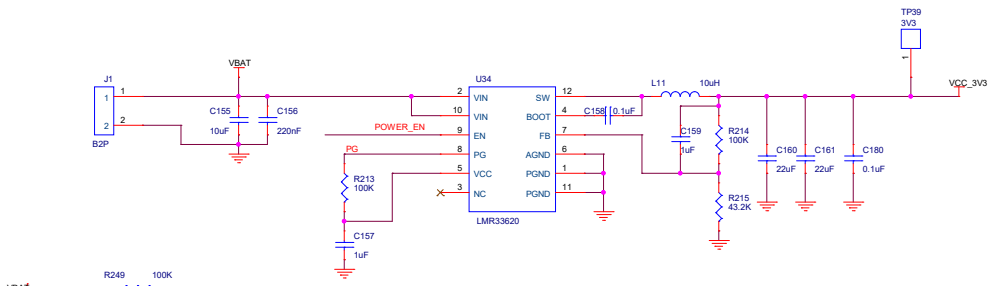 TP39
3V3
1
J1
1
1
2
2
B2P
VBAT
C155
10uF
C156
220nF
POWER_EN
PG
R213
100K
C157
1uF
U34
2
VIN
10
VIN
9
EN
8
PG
5
VCC
3
NC
SW
12
BOOT
4
FB
7
AGND
6
PGND
1
PGND
11
LMR33620
C158
0.1uF
L11
10uH
C159
1uF
R214
100K
R215
43.2K
VCC_3V3
C160
22uF
C161
22uF
C180
0.1uF
R249
100K